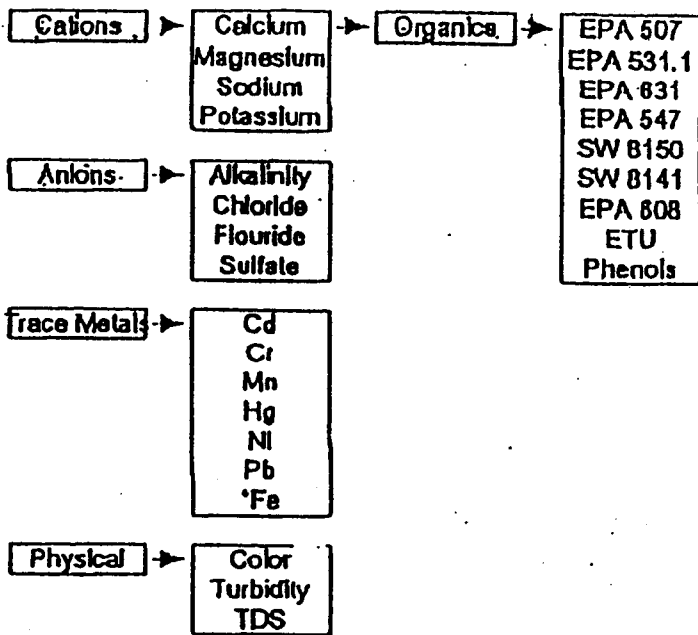 Cations
Calcium
Magnesium
Sodium
Potassium
Organics
EPA 507
EPA 531.1
EPA 631
EPA 547
SW 8150
SW 8141
EPA 608
ETU
Phenols
Anions
Alkalinity
Chloride
Flouride
Sulfate
Trace Metals
Cd
Cr
Mn
Hg
Ni
Pb
*Fe
Physical
Color
Turbidity
TDS